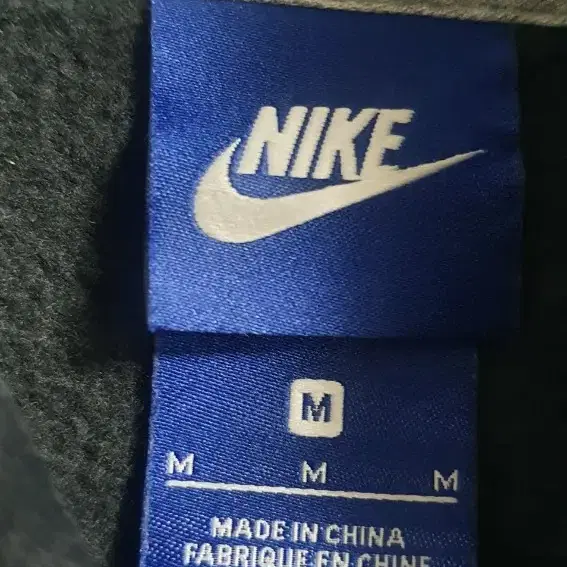 NIKE
M
M M M
MADE IN CHINA
FABRIQUE EN CHINE